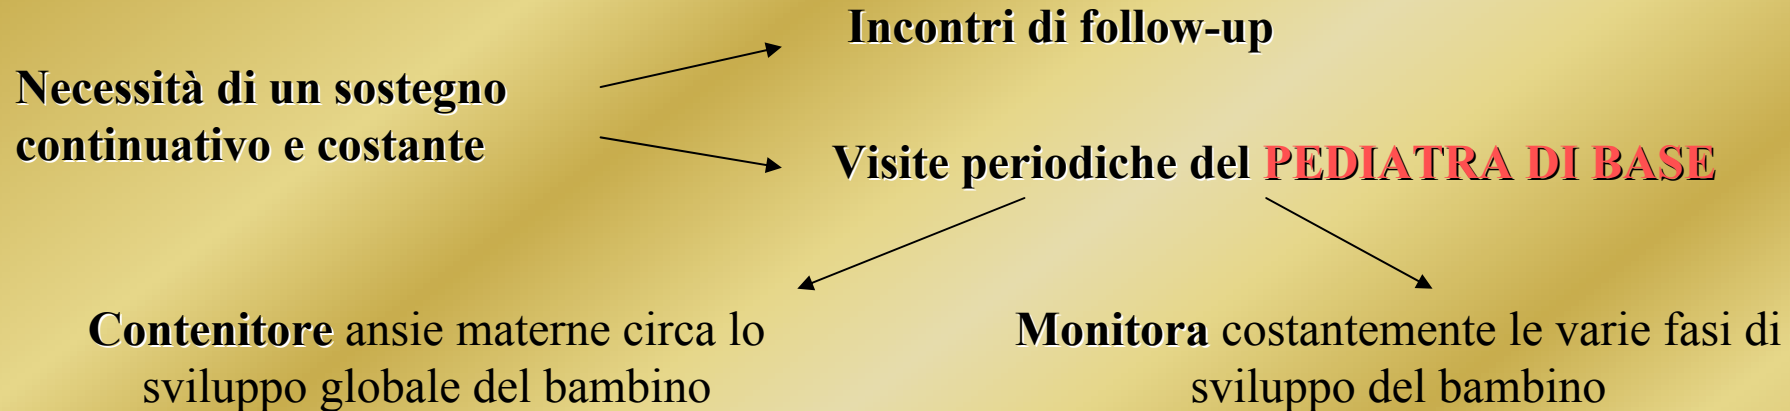 Incontri di follow-up
Necessità di un sostegno
continuativo e costante
Visite periodiche del PEDIATRA DI BASE
Contenitore ansie materne circa lo
sviluppo globale del bambino
Monitora costantemente le varie fasi di
sviluppo del bambino